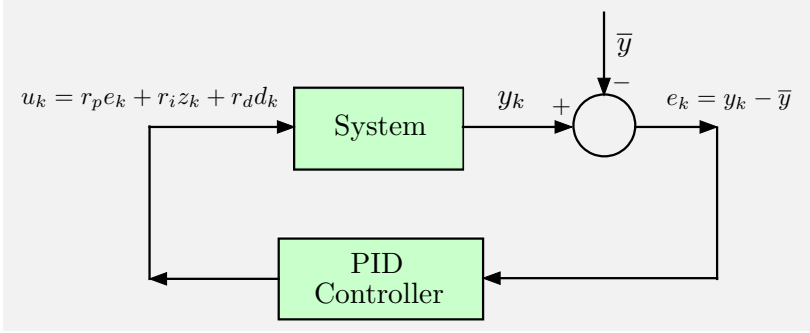 ȳ
−
u_k = r_p e_k + r_i z_k + r_d d_k
y_k
+
e_k = y_k − ȳ
System
PID
Controller